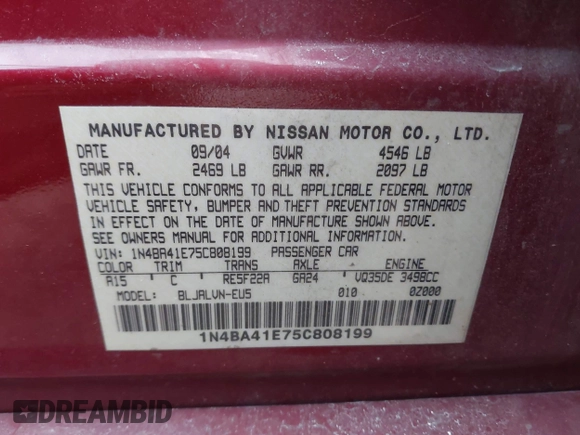 MANUFACTURED BY NISSAN MOTOR CO., LTD.
DATE 09/04 GVWR 4546 LB
GAWR FR. 2469 LB GAWR RR. 2097 LB
THIS VEHICLE CONFORMS TO ALL APPLICABLE FEDERAL MOTOR
VEHICLE SAFETY, BUMPER AND THEFT PREVENTION STANDARDS
IN EFFECT ON THE DATE OF MANUFACTURE SHOWN ABOVE.
SEE OWNERS MANUAL FOR ADDITIONAL INFORMATION.
VIN: 1N4BA41E75C808199 PASSENGER CAR
COLOR TRIM TRANS AXLE ENGINE
A15 C RE5F22A GA24 VQ35DE 3498CC
MODEL: BLJALVN-EU5 010 0Z000
1N4BA41E75C808199
DREAMBID